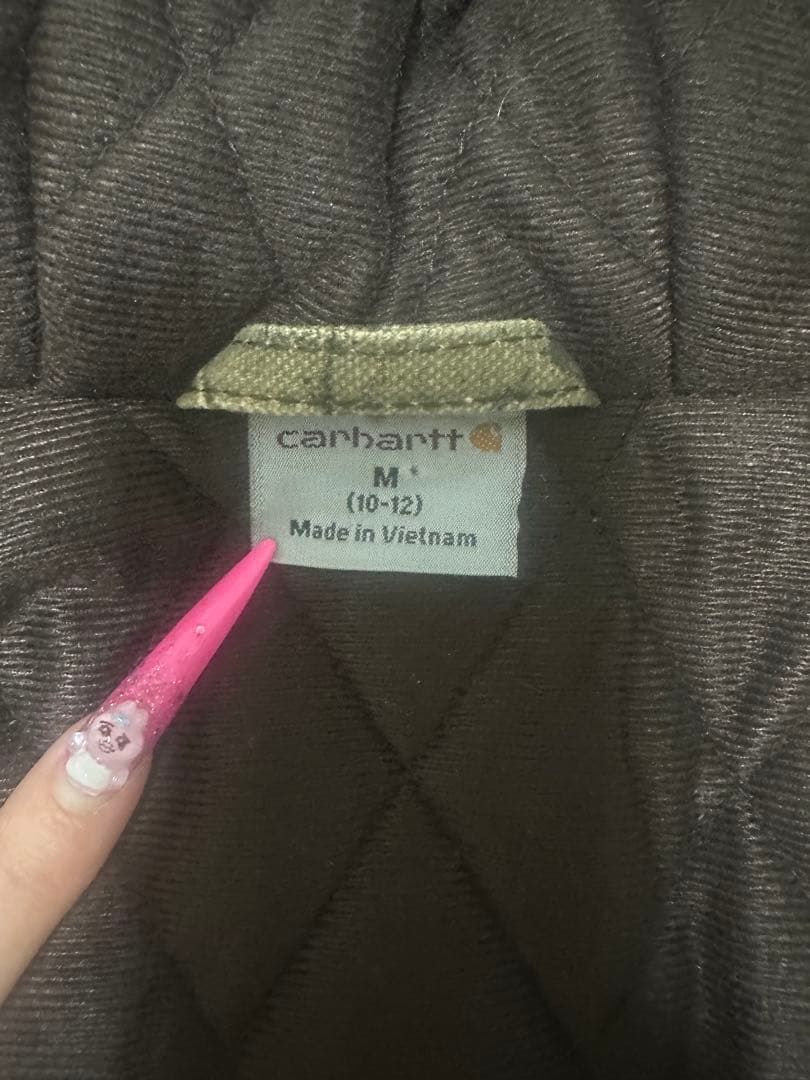 carhartt
M
(10-12)
Made in Vietnam